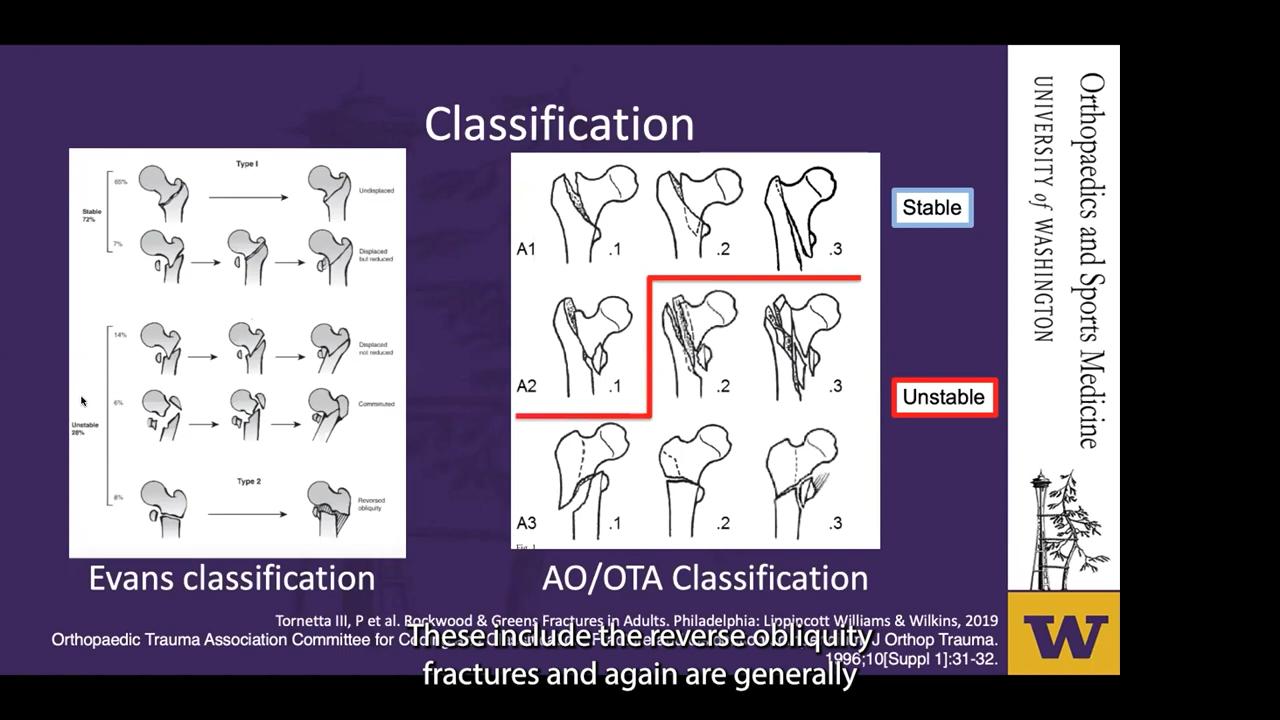 Classification
Type I
65%
Undisplaced
Stable
72%
7%
Displaced
but reduced
14%
Displaced
not reduced
6%
Comminuted
Unstable
28%
Type 2
8%
Reversed
obliquity
A1 .1 .2 .3
A2 .1 .2 .3
A3 .1 .2 .3
Stable
Unstable
Evans classification
AO/OTA Classification
Tornetta III, P et al. Rockwood & Greens Fractures in Adults. Philadelphia: Lippincott Williams & Wilkins, 2019
Orthopaedic Trauma Association Committee for J Orthop Trauma.
1996;10[Suppl 1]:31-32.
These include the reverse obliquity
fractures and again are generally
Orthopaedics and Sports Medicine
UNIVERSITY of WASHINGTON
W